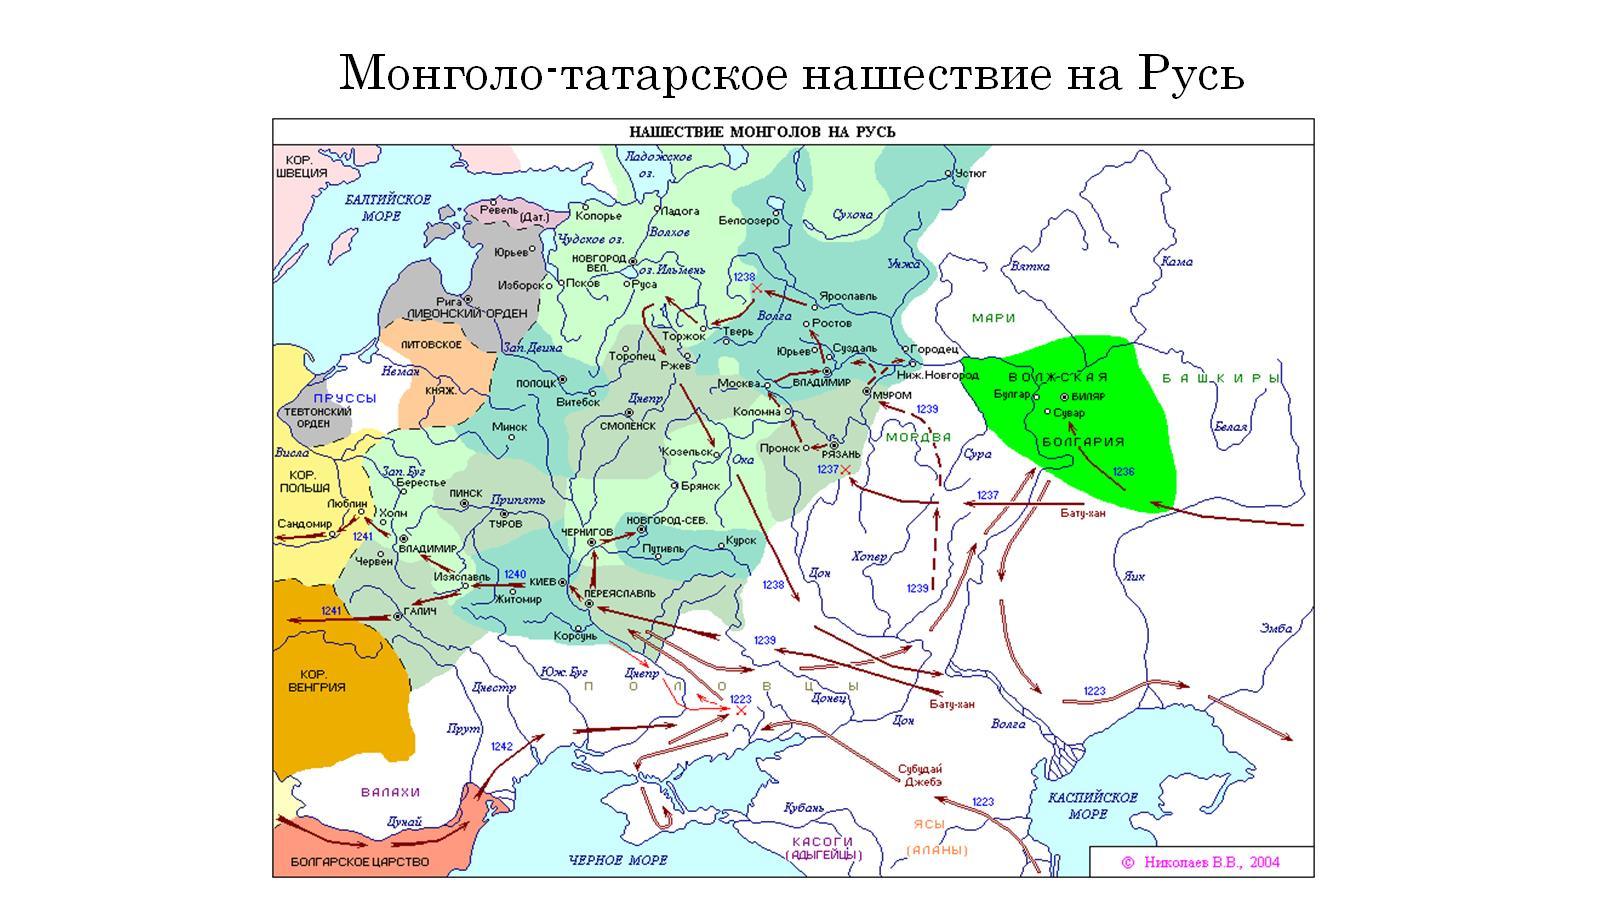 Монголо-татарское нашествие на Русь
НАШЕСТВИЕ МОНГОЛОВ НА РУСЬ
КОР.
ШВЕЦИЯ
БАЛТИЙСКОЕ
МОРЕ
Ладожское
оз.
Устюг
Ревель
(Дат.)
Копорье
Ладога
Белоозеро
Сухона
Волхов
Чудское оз.
Юрьев
НОВГОРОД
ВЕЛ.
оз.Ильмень
Унжа
Вятка
Кама
Изборск
Псков
Руса
1238
Рига
ЛИВОНСКИЙ ОРДЕН
Ярославль
Волга
Ростов
МАРИ
Торжок
Тверь
ЛИТОВСКОЕ
Зап.Двина
Торопец
Ржев
Юрьев
Суздаль
Городец
Неман
КНЯЖ.
ПОЛОЦК
Москва
ВЛАДИМИР
Ниж.Новгород
ВОЛЖСКАЯ
БАШКИРЫ
ПРУССЫ
Витебск
Днепр
МУРОМ
Булгар
БИЛЯР
ТЕВТОНСКИЙ
ОРДЕН
СМОЛЕНСК
Коломна
1239
Сувар
Минск
МОРДВА
БОЛГАРИЯ
Белая
Висла
Козельск
Ока
Пронск
РЯЗАНЬ
Сура
1237
1236
КОР.
ПОЛЬША
Зап.Буг
Берестье
ПИНСК
Припять
Брянск
1237
Бату-хан
Люблин
Холм
ТУРОВ
НОВГОРОД-СЕВ.
Сандомир
1241
ВЛАДИМИР
ЧЕРНИГОВ
Путивль
Курск
Червен
Хопер
Изяславль
1240
КИЕВ
1238
Дон
1239
Яик
Житомир
ПЕРЕЯСЛАВЛЬ
1241
ГАЛИЧ
Корсунь
1239
Эмба
КОР.
ВЕНГРИЯ
Юж.Буг
Днепр
Днестр
ПОЛОВЦЫ
1223
Донец
Бату-хан
1223
Прут
Дон
Волга
1242
Субудай
Джебэ
ВАЛАХИ
1223
КАСПИЙСКОЕ
МОРЕ
Дунай
Кубань
ЯСЫ
(АЛАНЫ)
КАСОГИ
(АДЫГЕЙЦЫ)
БОЛГАРСКОЕ ЦАРСТВО
ЧЕРНОЕ МОРЕ
© Николаев В.В., 2004